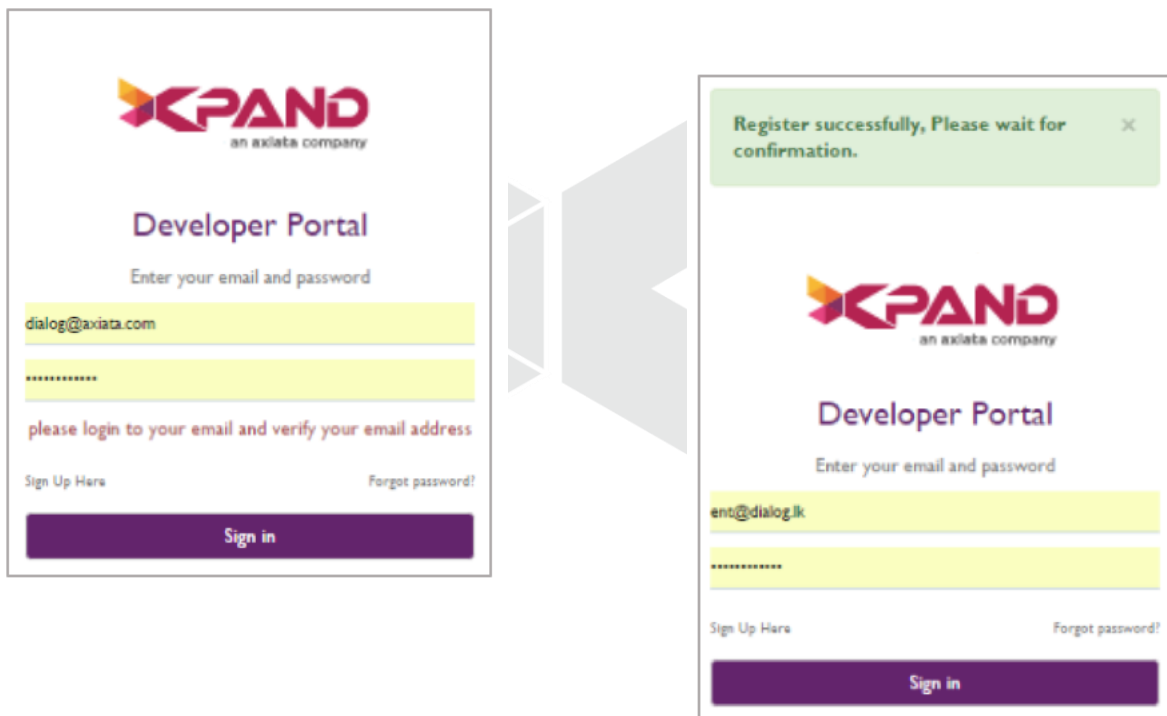 XPAND
an axiata company
Developer Portal
Enter your email and password
dialog@axiata.com
************
please login to your email and verify your email address
Sign Up Here
Forgot password?
Sign in
Register successfully, Please wait for
confirmation.
×
XPAND
an axiata company
Developer Portal
Enter your email and password
ent@dialog.lk
************
Sign Up Here
Forgot password?
Sign in